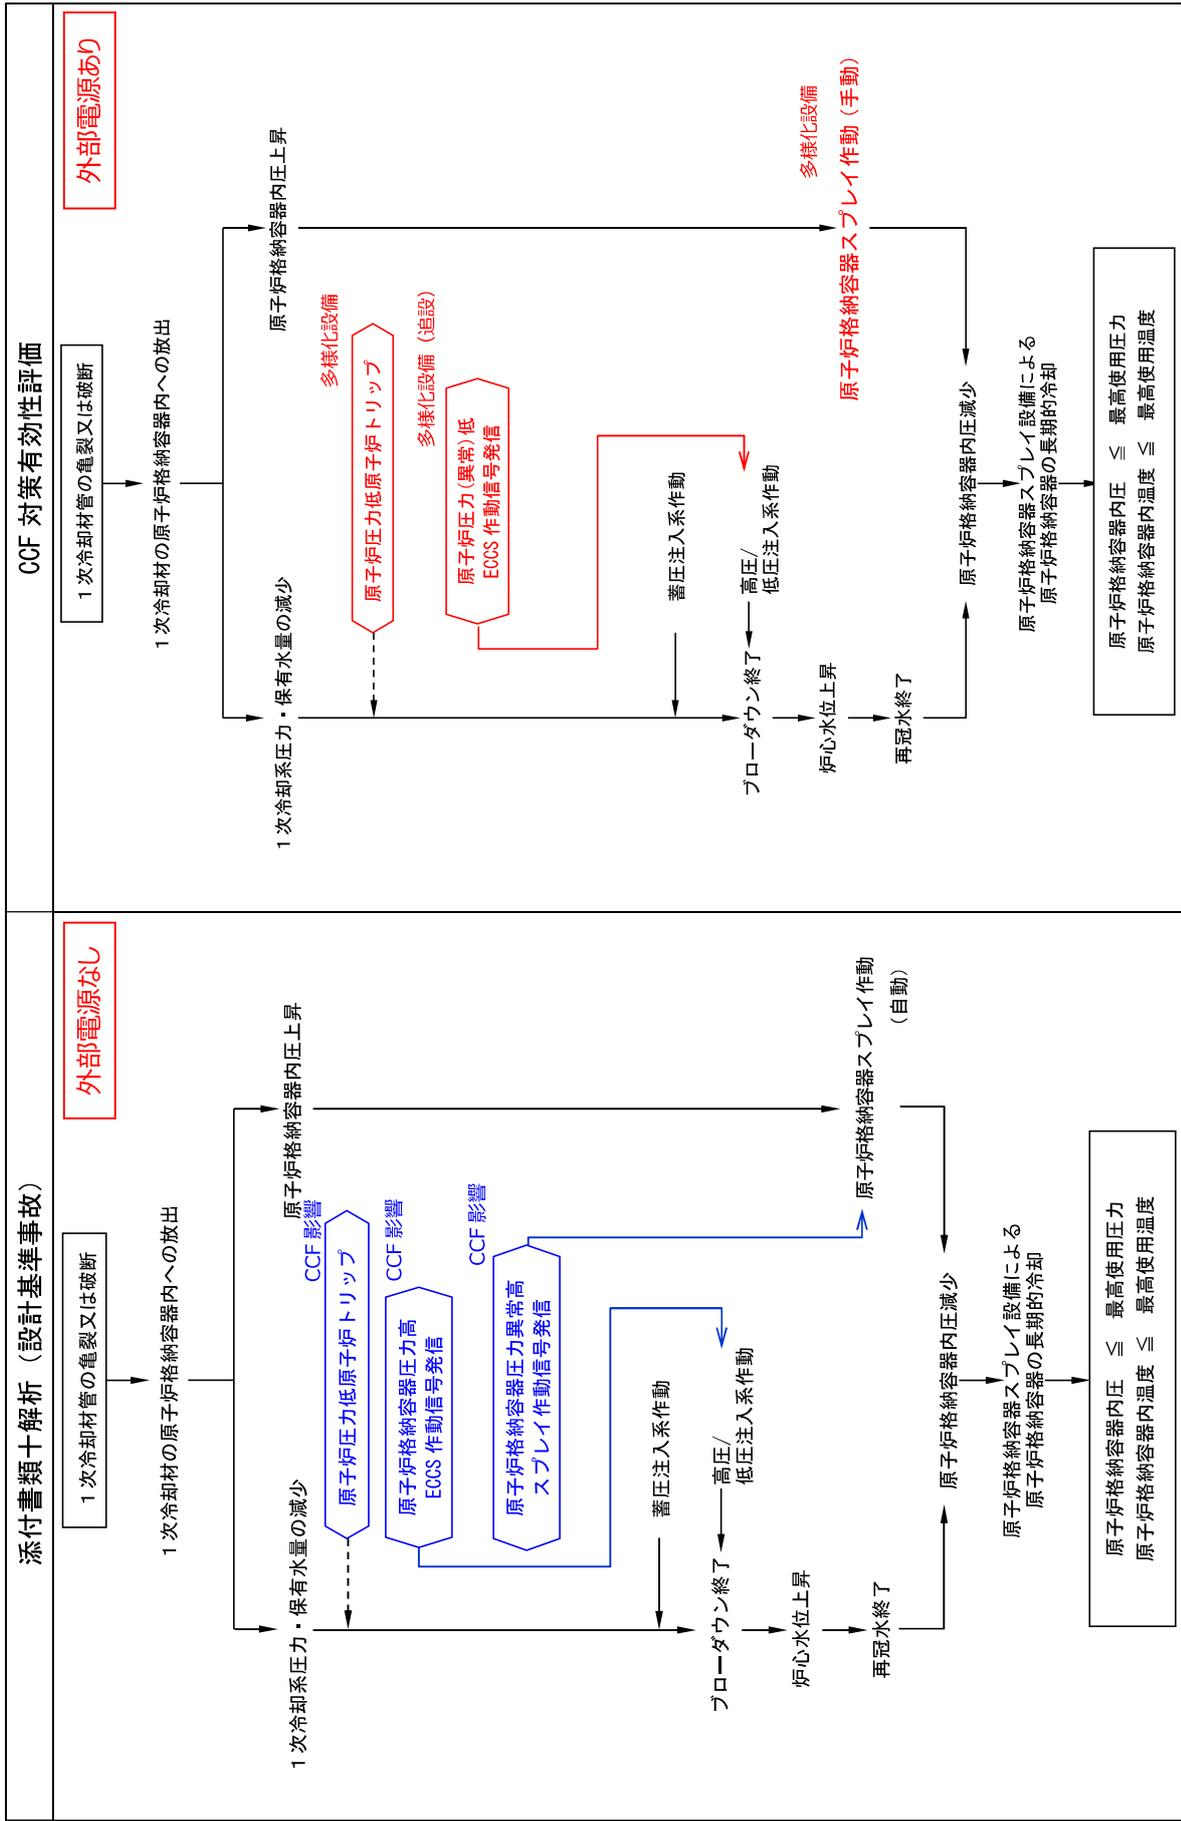 添付書類十解析（設計基準事故）
外部電源なし
１次冷却材管の亀裂又は破断
１次冷却材の原子炉格納容器内への放出
１次冷却系圧力・保有水量の減少
原子炉格納容器内圧上昇
CCF 影響
原子炉圧力低原子炉トリップ
CCF 影響
原子炉格納容器圧力高
ECCS 作動信号発信
CCF 影響
原子炉格納容器圧力異常高
スプレイ作動信号発信
蓄圧注入系作動
高圧/
低圧注入系作動
ブローダウン終了
炉心水位上昇
再冠水終了
原子炉格納容器スプレイ作動
（自動）
原子炉格納容器内圧減少
原子炉格納容器スプレイ設備による
原子炉格納容器の長期的冷却
原子炉格納容器内圧 ≦ 最高使用圧力
原子炉格納容器内温度 ≦ 最高使用温度
CCF 対策有効性評価
外部電源あり
１次冷却材管の亀裂又は破断
１次冷却材の原子炉格納容器内への放出
１次冷却系圧力・保有水量の減少
原子炉格納容器内圧上昇
多様化設備
原子炉圧力低原子炉トリップ
多様化設備（追設）
原子炉圧力(異常)低
ECCS 作動信号発信
蓄圧注入系作動
高圧/
低圧注入系作動
ブローダウン終了
炉心水位上昇
再冠水終了
多様化設備
原子炉格納容器スプレイ作動（手動）
原子炉格納容器内圧減少
原子炉格納容器スプレイ設備による
原子炉格納容器の長期的冷却
原子炉格納容器内圧 ≦ 最高使用圧力
原子炉格納容器内温度 ≦ 最高使用温度